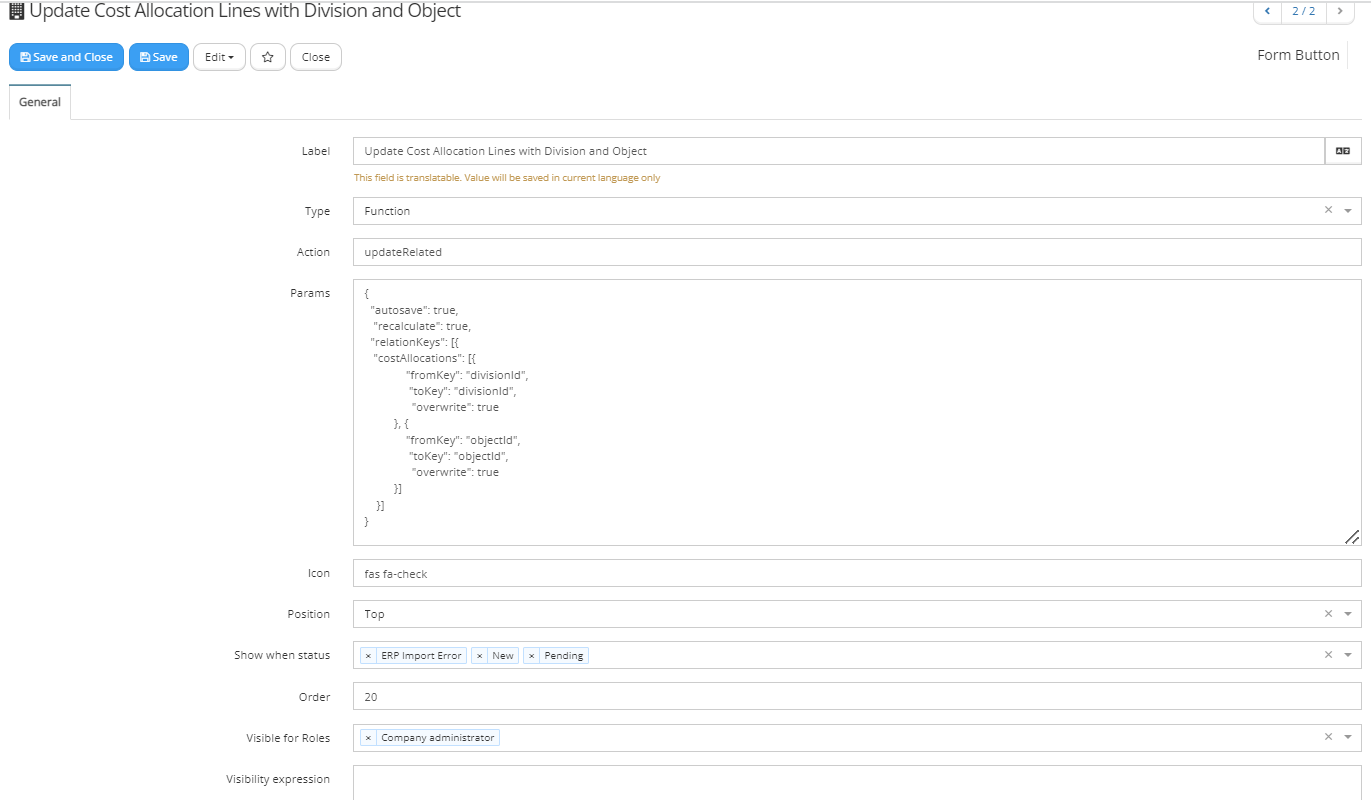 Update Cost Allocation Lines with Division and Object
2 / 2
Save and Close
Save
Edit
Close
Form Button
General
Label
Update Cost Allocation Lines with Division and Object
This field is translatable. Value will be saved in current language only
Type
Function
×
Action
updateRelated
Params
{
"autosave": true,
"recalculate": true,
"relationKeys": [{
"costAllocations": [{
"fromKey": "divisionId",
"toKey": "divisionId",
"overwrite": true
}, {
"fromKey": "objectId",
"toKey": "objectId",
"overwrite": true
}]
}]
}
Icon
fas fa-check
Position
Top
×
Show when status
× ERP Import Error × New × Pending
×
Order
20
Visible for Roles
× Company administrator
×
Visibility expression